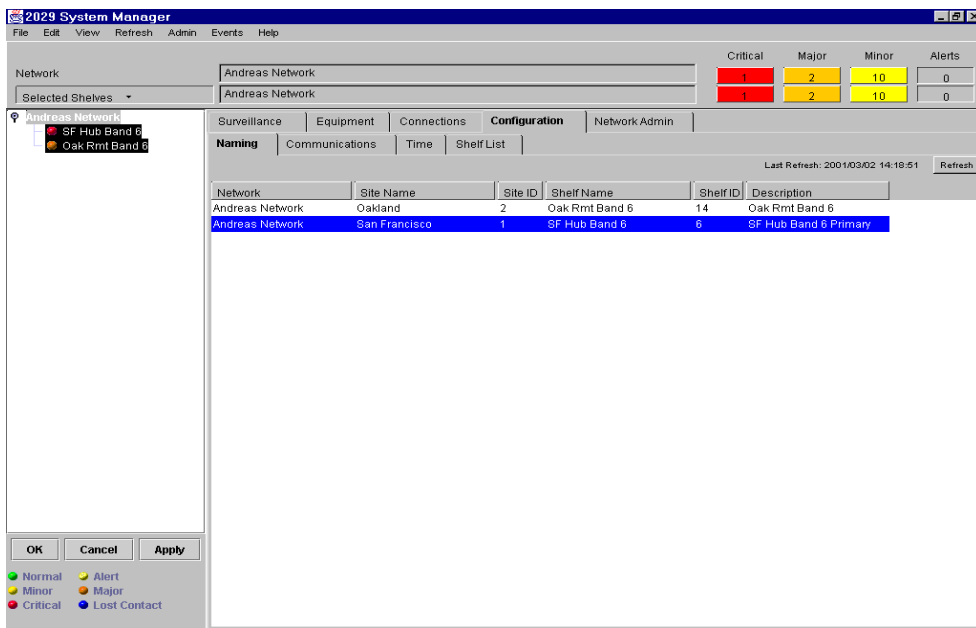 2029 System Manager
File Edit View Refresh Admin Events Help
Critical Major Minor Alerts
Network Andreas Network 1 2 10 0
Selected Shelves Andreas Network 1 2 10 0
Andreas Network
SF Hub Band 6
Oak Rmt Band 6
Surveillance Equipment Connections Configuration Network Admin
Naming Communications Time Shelf List
Last Refresh: 2001/03/02 14:18:51 Refresh
Network Site Name Site ID Shelf Name Shelf ID Description
Andreas Network Oakland 2 Oak Rmt Band 6 14 Oak Rmt Band 6
Andreas Network San Francisco 1 SF Hub Band 6 6 SF Hub Band 6 Primary
OK Cancel Apply
Normal Alert
Minor Major
Critical Lost Contact